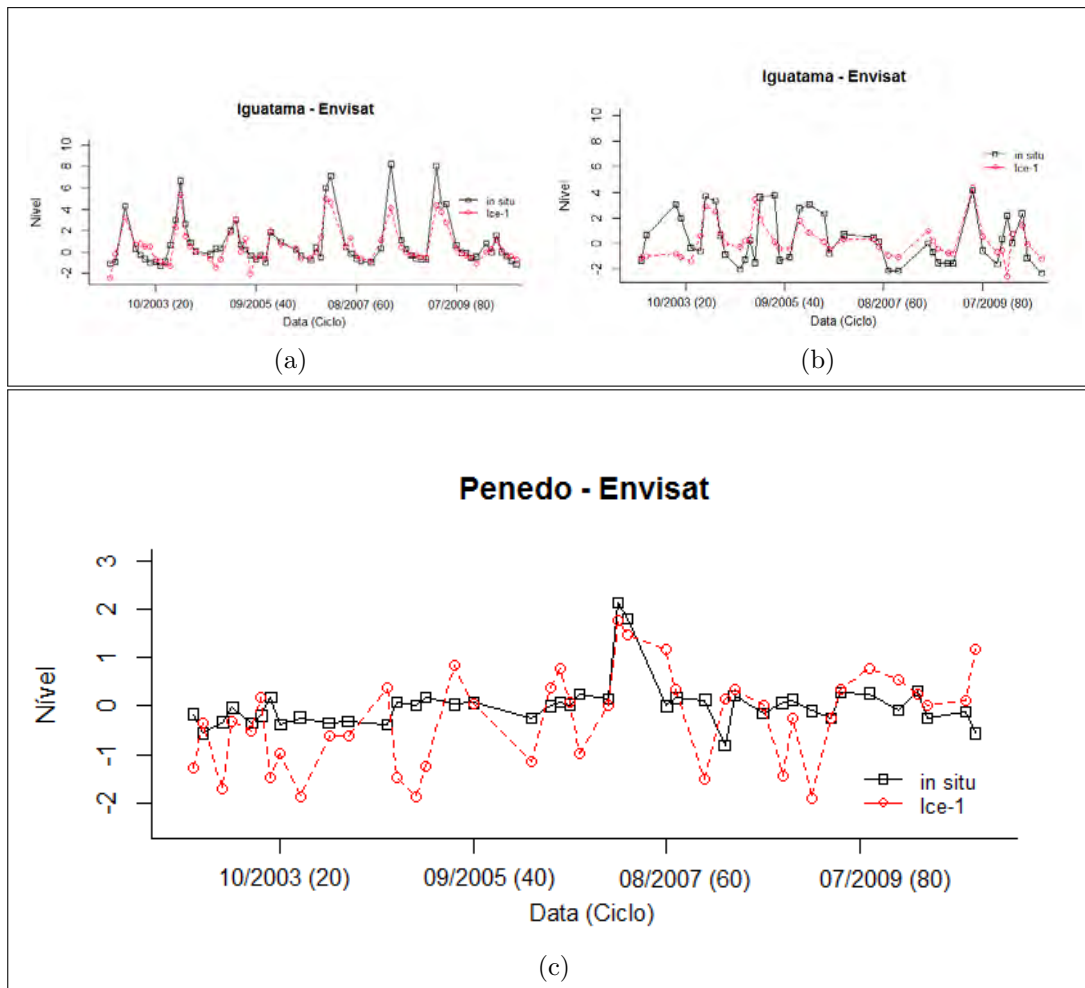 Iguatama - Envisat
Nível
10
8
6
4
2
0
-2
in situ
Ice-1
10/2003 (20)
09/2005 (40)
08/2007 (60)
07/2009 (80)
Data (Ciclo)
(a)
Iguatama - Envisat
Nível
10
8
6
4
2
0
-2
in situ
Ice-1
10/2003 (20)
09/2005 (40)
08/2007 (60)
07/2009 (80)
Data (Ciclo)
(b)
Penedo - Envisat
Nível
3
2
1
0
-1
-2
in situ
Ice-1
10/2003 (20)
09/2005 (40)
08/2007 (60)
07/2009 (80)
Data (Ciclo)
(c)